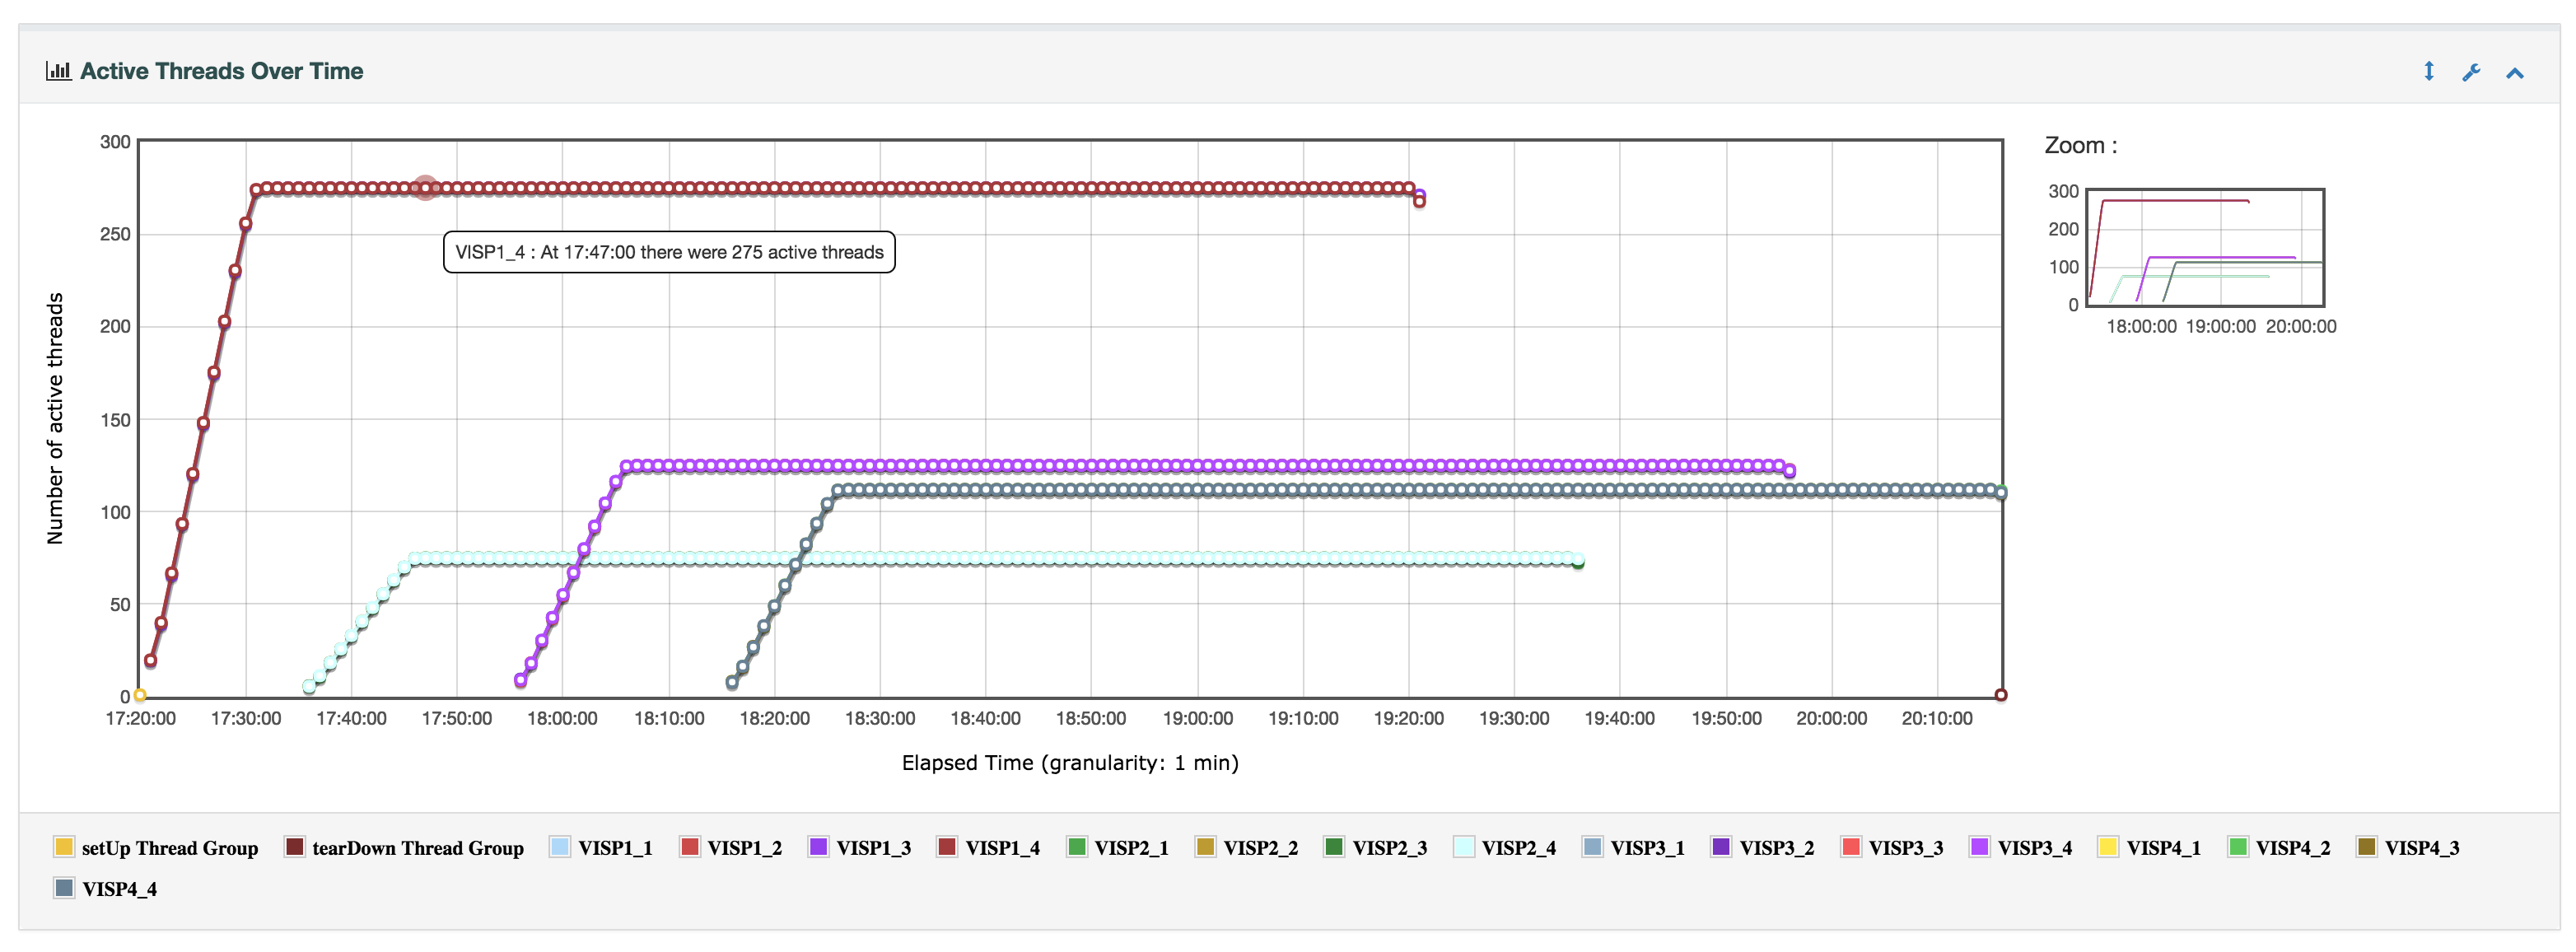 Active Threads Over Time
300
250
200
150
100
50
0
Number of active threads
VISP1_4 : At 17:47:00 there were 275 active threads
17:20:00 17:30:00 17:40:00 17:50:00 18:00:00 18:10:00 18:20:00 18:30:00 18:40:00 18:50:00 19:00:00 19:10:00 19:20:00 19:30:00 19:40:00 19:50:00 20:00:00 20:10:00
Elapsed Time (granularity: 1 min)
Zoom :
300
200
100
0
18:00:00 19:00:00 20:00:00
setUp Thread Group tearDown Thread Group VISP1_1 VISP1_2 VISP1_3 VISP1_4 VISP2_1 VISP2_2 VISP2_3 VISP2_4 VISP3_1 VISP3_2 VISP3_3 VISP3_4 VISP4_1 VISP4_2 VISP4_3
VISP4_4